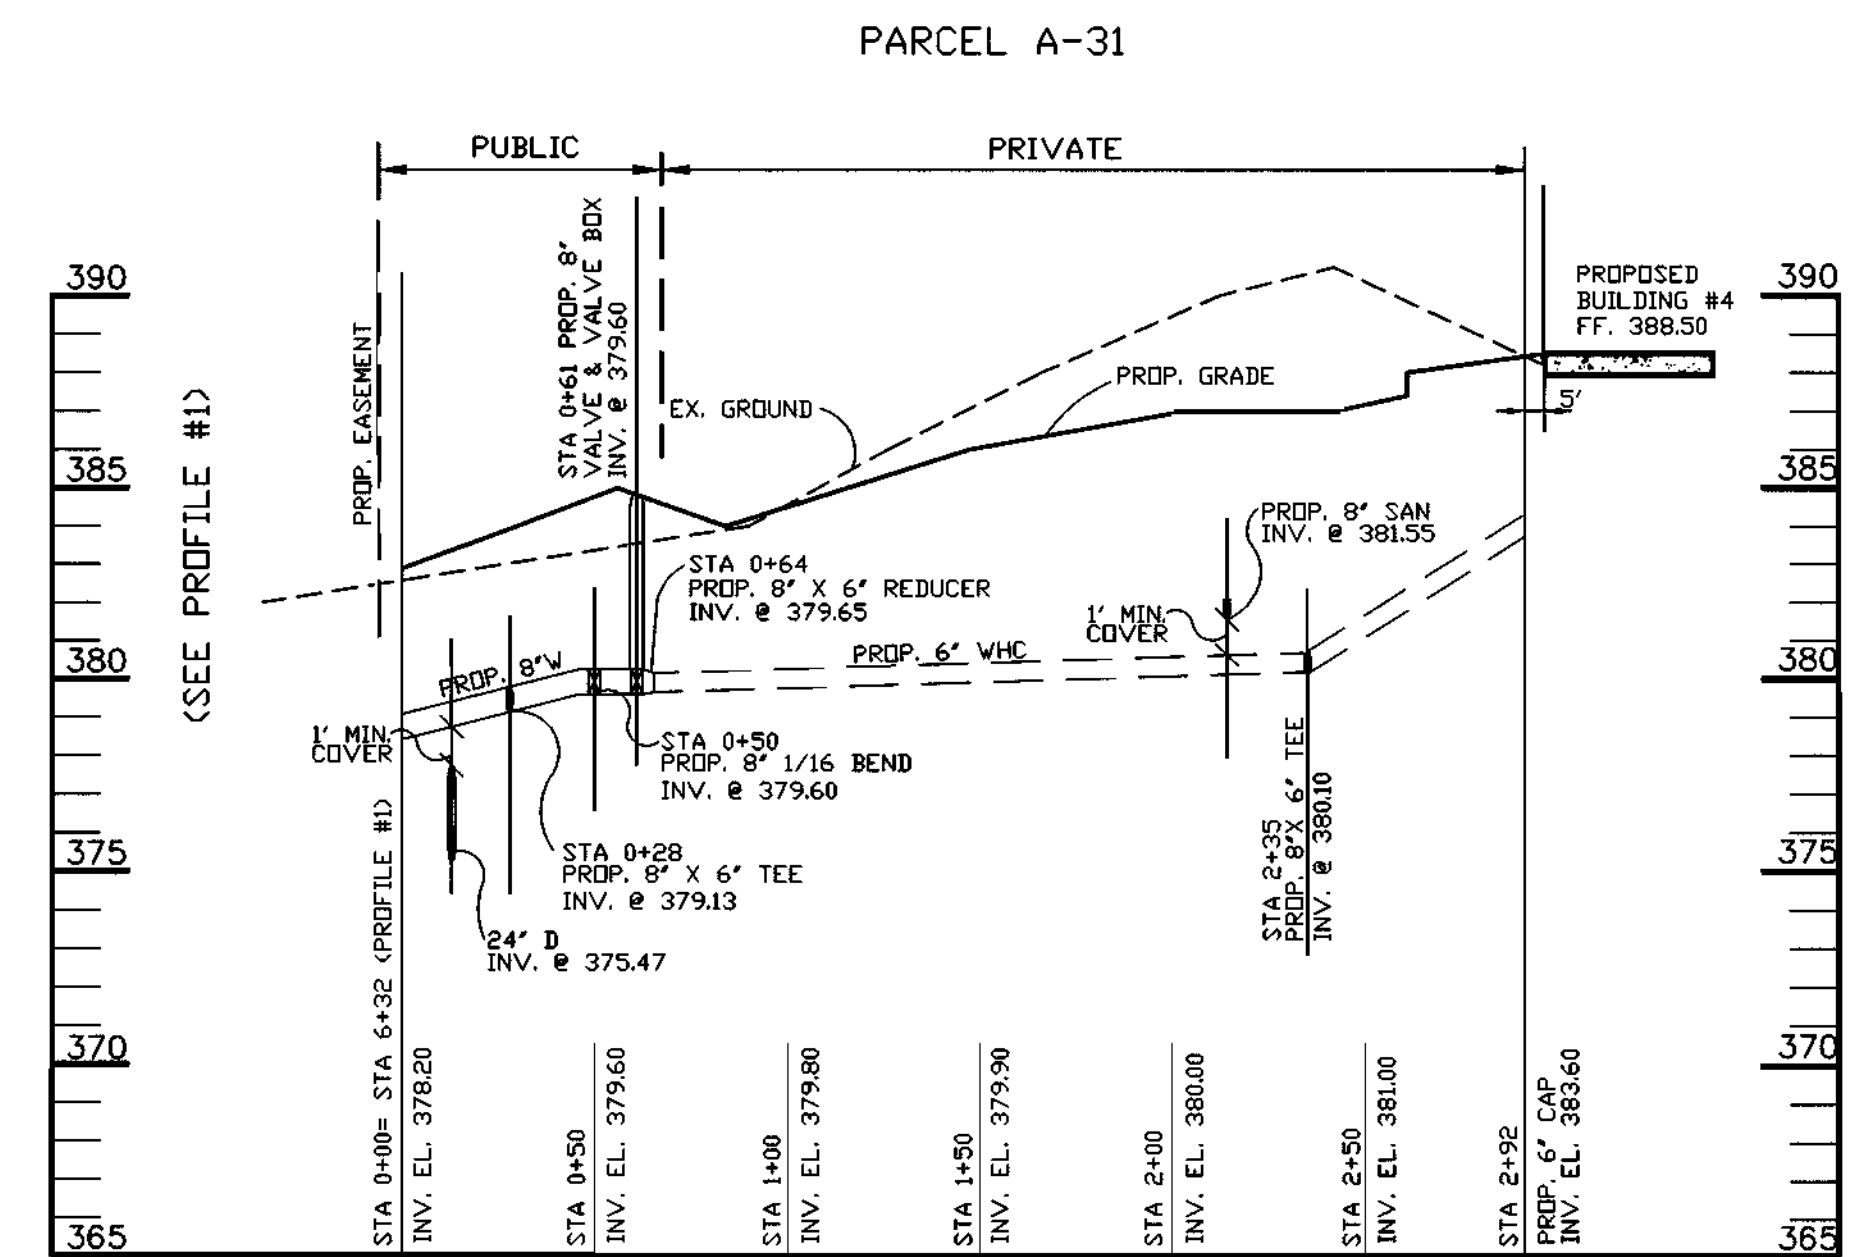 PARCEL A-31
PUBLIC
PRIVATE
390
385
380
375
370
365
(SEE PROFILE #1)
PROP. EASEMENT
STA 0+61 PROP. 8"
VALVE & VALVE BOX
INV. @ 379.60
EX. GROUND
PROP. GRADE
PROPOSED
BUILDING #4
FF. 388.50
5'
390
385
380
375
370
365
STA 0+64
PROP. 8" X 6" REDUCER
INV. @ 379.65
PROP. 8"W
PROP. 6" WHC
1' MIN.
COVER
PROP. 8" SAN
INV. @ 381.55
1' MIN.
COVER
STA 0+50
PROP. 8" 1/16 BEND
INV. @ 379.60
STA 0+28
PROP. 8" X 6" TEE
INV. @ 379.13
24" D
INV. @ 375.47
STA 2+35
PROP. 8"X 6" TEE
INV. @ 380.10
STA 0+00= STA 6+32 (PROFILE #1)
INV. EL. 378.20
STA 0+50
INV. EL. 379.60
STA 1+00
INV. EL. 379.80
STA 1+50
INV. EL. 379.90
STA 2+00
INV. EL. 380.00
STA 2+50
INV. EL. 381.00
STA 2+92
PROP. 6" CAP
INV. EL. 383.60